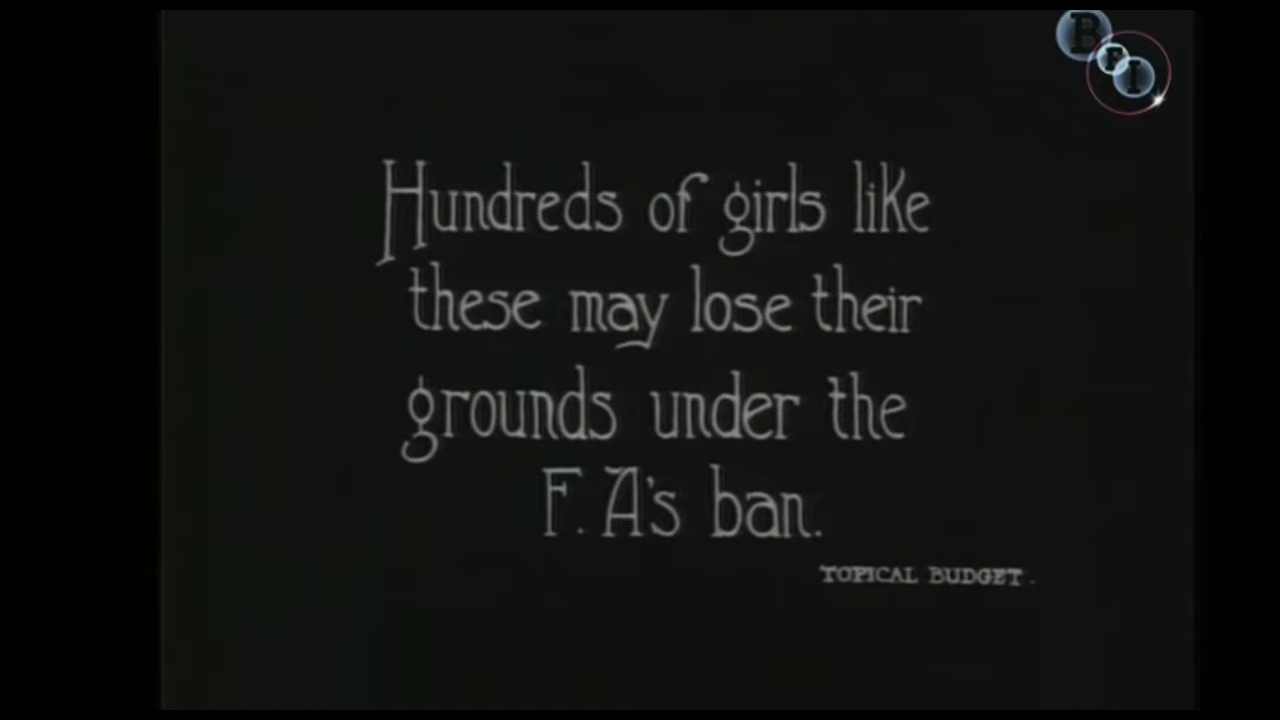 BFI
Hundreds of girls like
these may lose their
grounds under the
F. A's ban.
TOPICAL BUDGET.